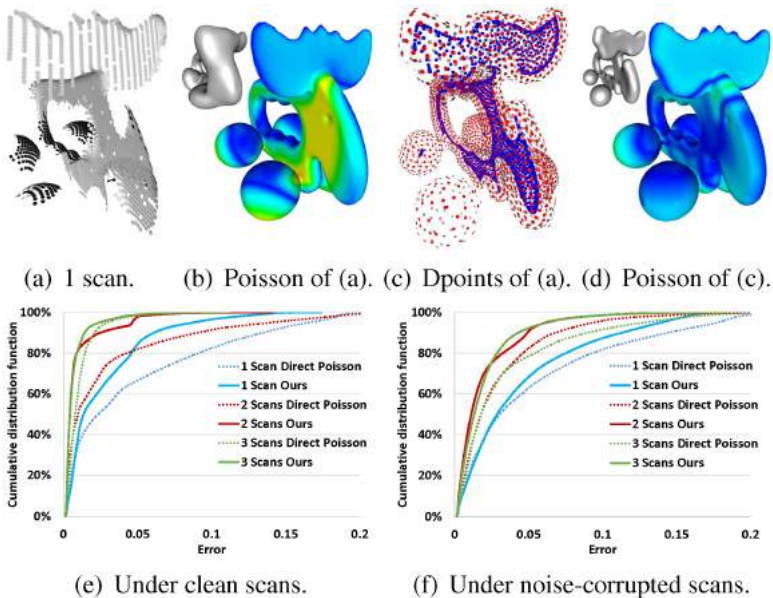 (a) 1 scan. (b) Poisson of (a). (c) Dpoints of (a). (d) Poisson of (c).
100%
80%
60%
40%
20%
0%
Cumulative distribution function
1 Scan Direct Poisson
1 Scan Ours
2 Scans Direct Poisson
2 Scans Ours
3 Scans Direct Poisson
3 Scans Ours
0 0.05 0.1 0.15 0.2
Error
(e) Under clean scans.
100%
80%
60%
40%
20%
0%
Cumulative distribution function
1 Scan Direct Poisson
1 Scan Ours
2 Scans Direct Poisson
2 Scans Ours
3 Scans Direct Poisson
3 Scans Ours
0 0.05 0.1 0.15 0.2
Error
(f) Under noise-corrupted scans.